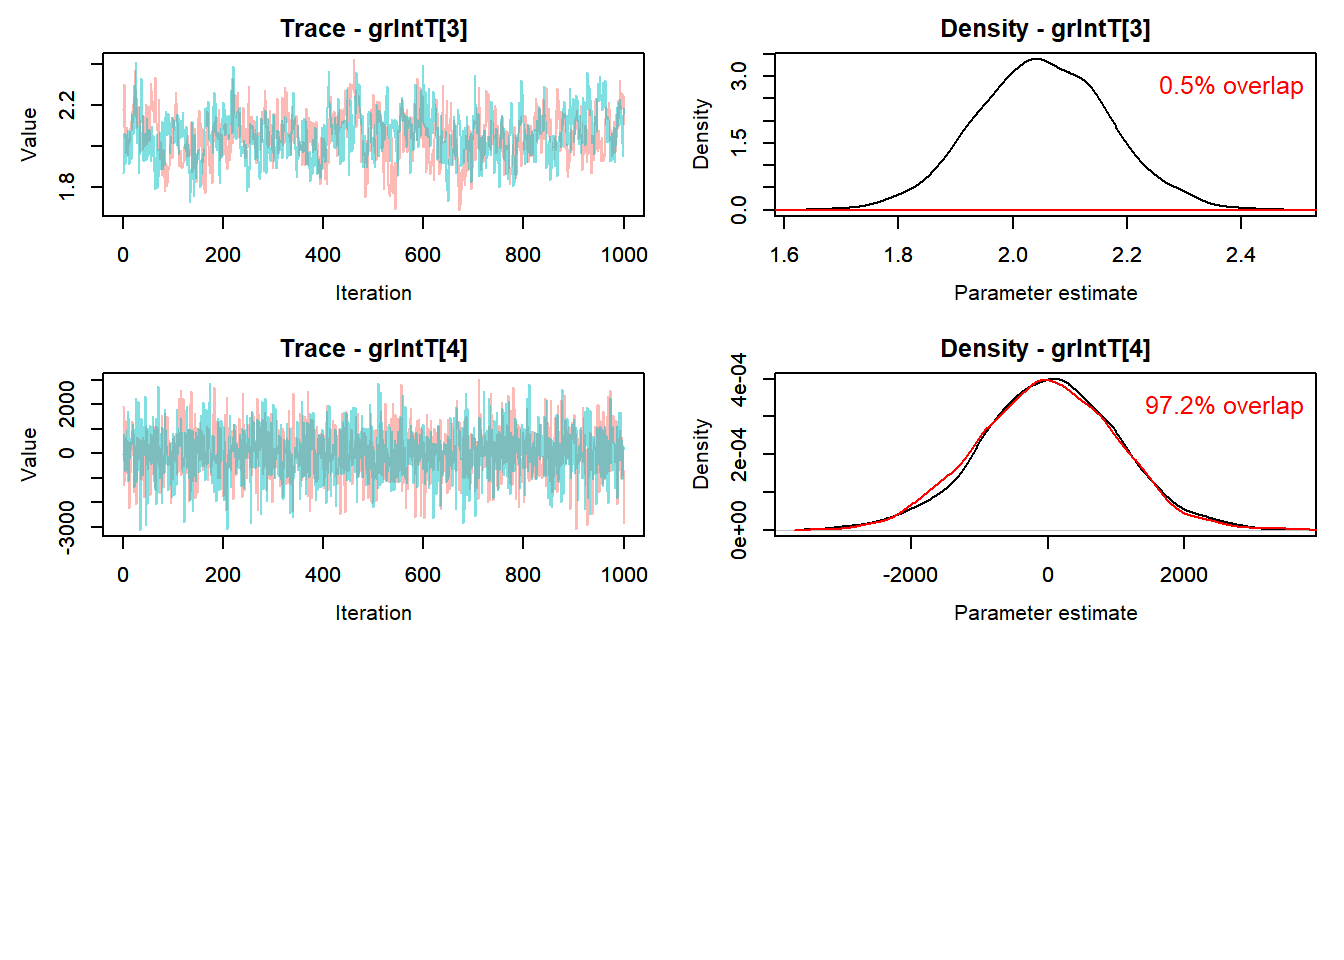 Trace - grIntT[3]
Value
1.8
2.2
0
200
400
600
800
1000
Iteration
Density - grIntT[3]
0.5% overlap
Density
0.0
1.5
3.0
1.6
1.8
2.0
2.2
2.4
Parameter estimate
Trace - grIntT[4]
Value
-3000
0
2000
0
200
400
600
800
1000
Iteration
Density - grIntT[4]
97.2% overlap
Density
0e+00
2e-04
4e-04
-2000
0
2000
Parameter estimate